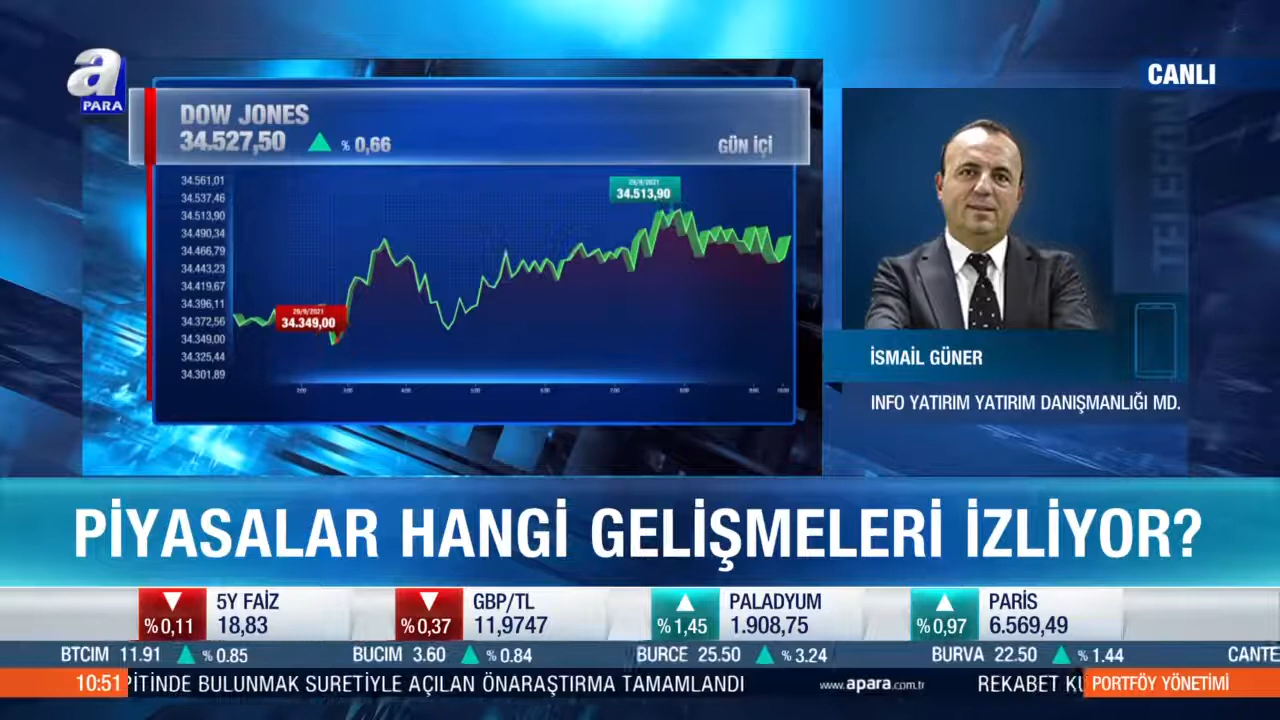 a
PARA
CANLI
DOW JONES
34.527,50 ▲ % 0,66
GÜN İÇİ
34.561,01
34.537,46
34.513,90
34.490,34
34.466,79
34.443,23
34.419,67
34.396,11
34.372,56
34.349,00
34.325,44
34.301,89
34.349,00
34.513,90
TELEFON
İSMAİL GÜNER
INFO YATIRIM YATIRIM DANIŞMANLIĞI MD.
PİYASALAR HANGİ GELİŞMELERİ İZLİYOR?
▼ % 0,11 5Y FAİZ 18,83
▼ % 0,37 GBP/TL 11,9747
▲ % 1,45 PALADYUM 1.908,75
▲ % 0,97 PARİS 6.569,49
BTCIM 11.91 ▲ % 0.85 BUCIM 3.60 ▲ % 0.84 BURCE 25.50 ▲ % 3.24 BURVA 22.50 ▲ % 1.44 CANTE
10:51 PİTİNDE BULUNMAK SURETİYLE AÇILAN ÖNARAŞTIRMA TAMAMLANDI www.apara.com.tr REKABET KU PORTFÖY YÖNETİMİ